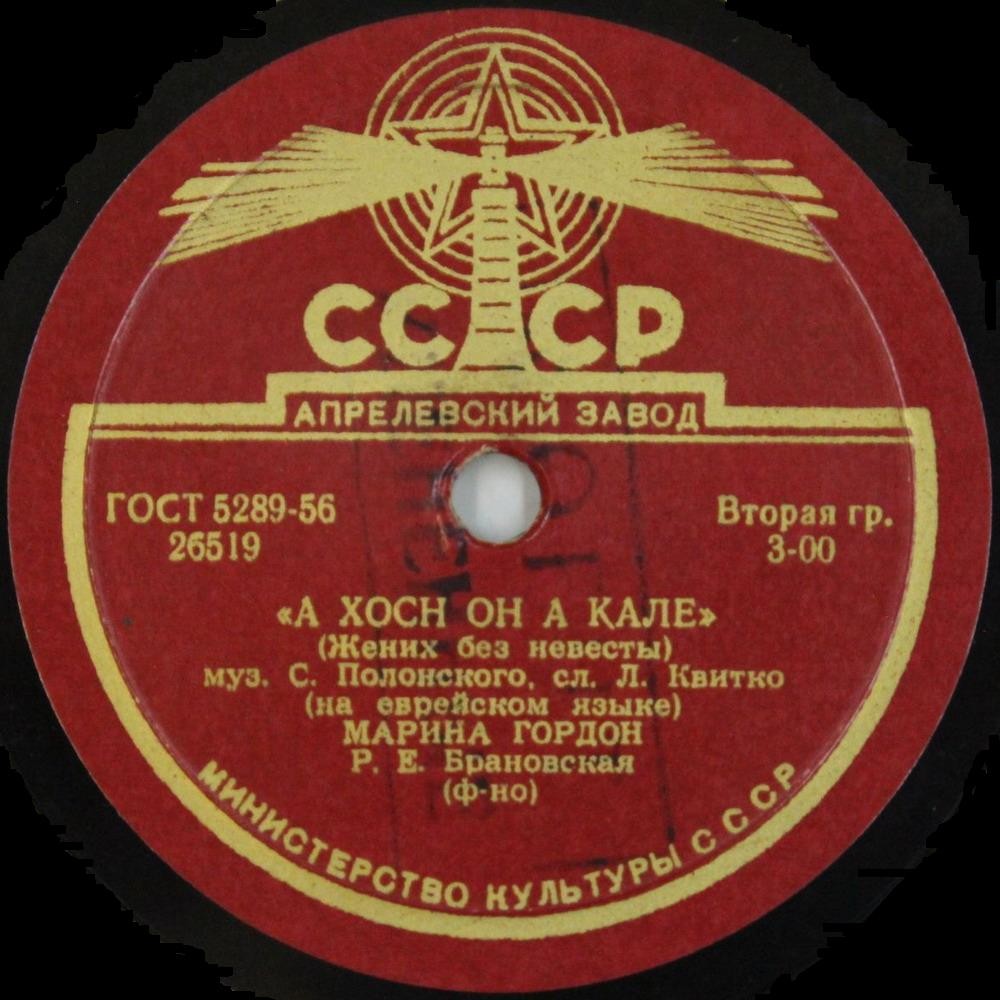 СССР
АПРЕЛЕВСКИЙ ЗАВОД
ГОСТ 5289-56
26519
Вторая гр.
3-00
«А ХОСН ОН А КАЛЕ»
(Жених без невесты)
муз. С. Полонского, сл. Л. Квитко
(на еврейском языке)
МАРИНА ГОРДОН
Р. Е. Брановская
(ф-но)
МИНИСТЕРСТВО КУЛЬТУРЫ СССР